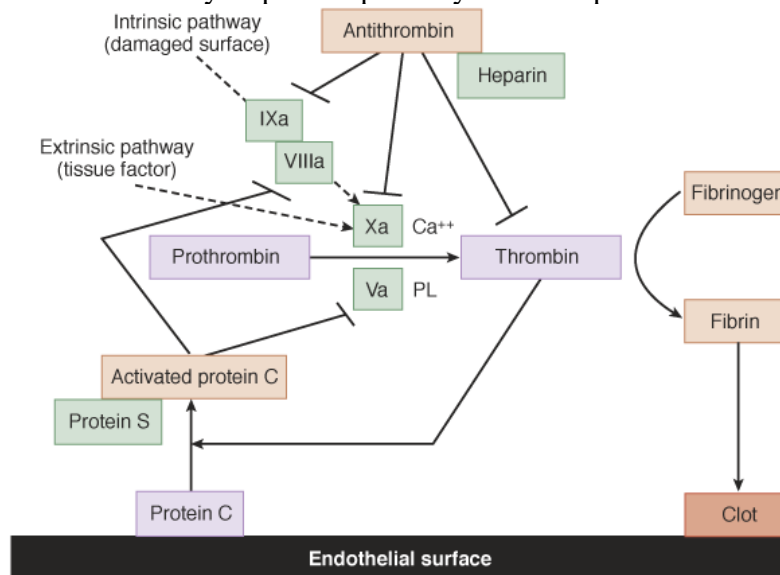 Intrinsic pathway
(damaged surface)
Antithrombin
Heparin
IXa
VIIIa
Extrinsic pathway
(tissue factor)
Xa
Ca++
Fibrinogen
Prothrombin
Thrombin
Va
PL
Fibrin
Activated protein C
Protein S
Protein C
Clot
Endothelial surface